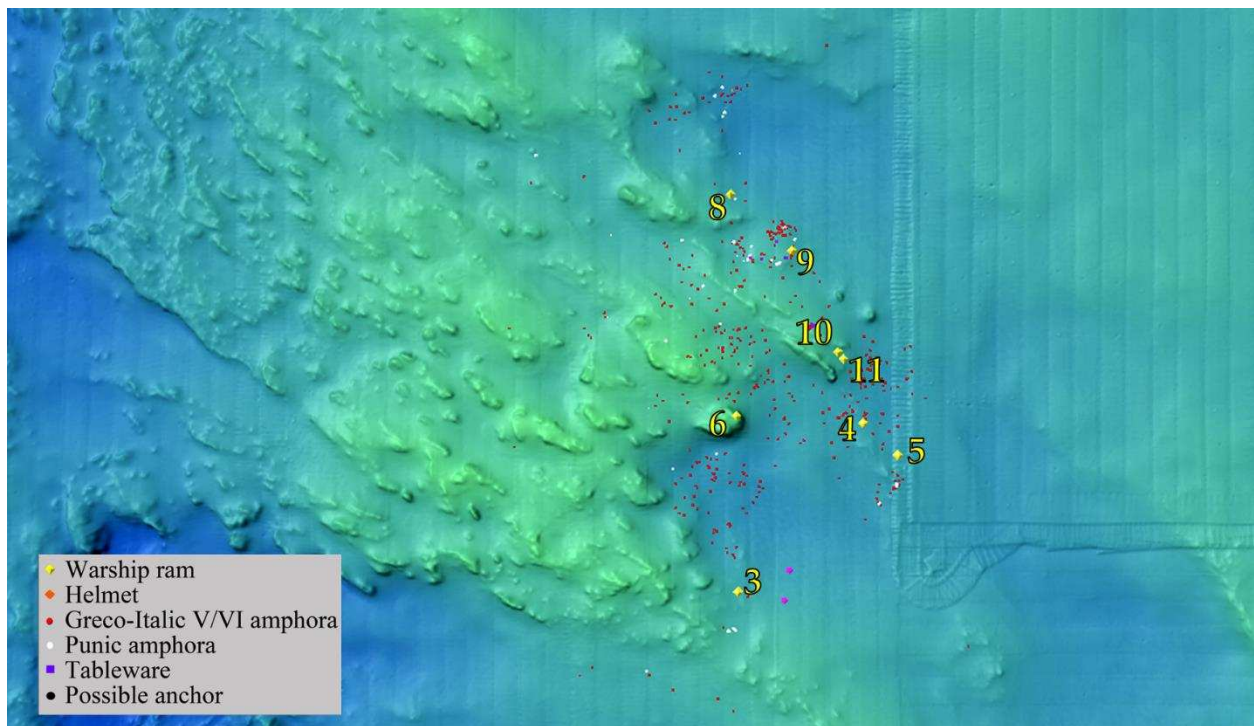 8
9
10
11
6
4
5
3
Warship ram
Helmet
Greco-Italic V/VI amphora
Punic amphora
Tableware
Possible anchor